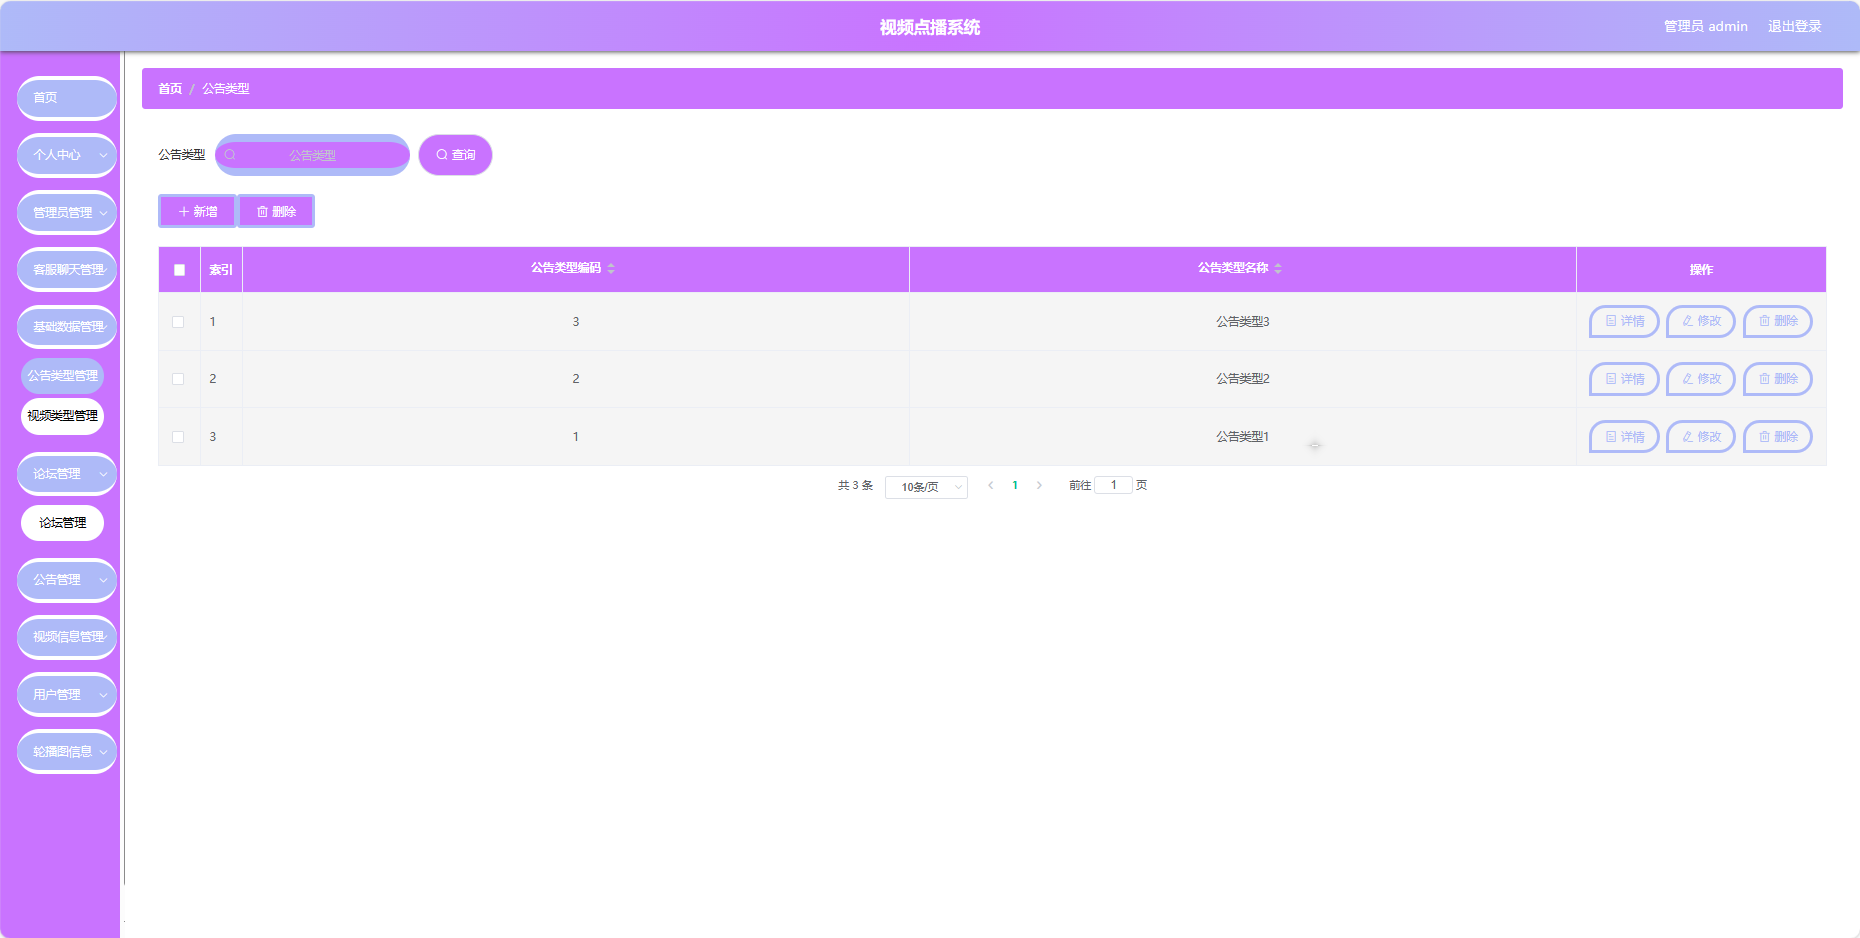 视频点播系统
管理员 admin 退出登录
首页
个人中心
管理员管理
客服聊天管理
基础数据管理
公告类型管理
视频类型管理
论坛管理
论坛管理
公告管理
视频信息管理
用户管理
轮播图信息
首页 / 公告类型
公告类型 公告类型 查询
新增 删除
索引 公告类型编码 公告类型名称 操作
1 3 公告类型3 详情 修改 删除
2 2 公告类型2 详情 修改 删除
3 1 公告类型1 详情 修改 删除
共 3 条 10条/页 1 前往 1 页